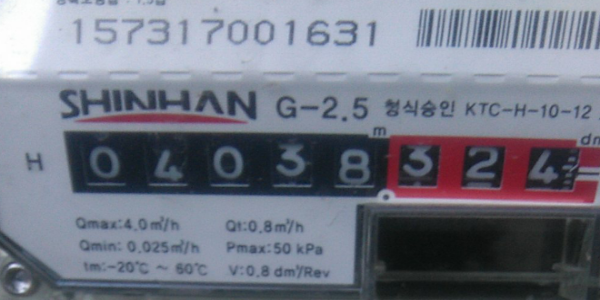 157317001631
SHINHAN G-2.5 형식승인 KTC-H-10-12
m
H 04038 324
Qmax:4.0㎥/h Qt:0.8㎥/h
Qmin: 0.025㎥/h Pmax:50 kPa
tm:-20℃ ~ 60℃ V:0.8 dm³/Rev